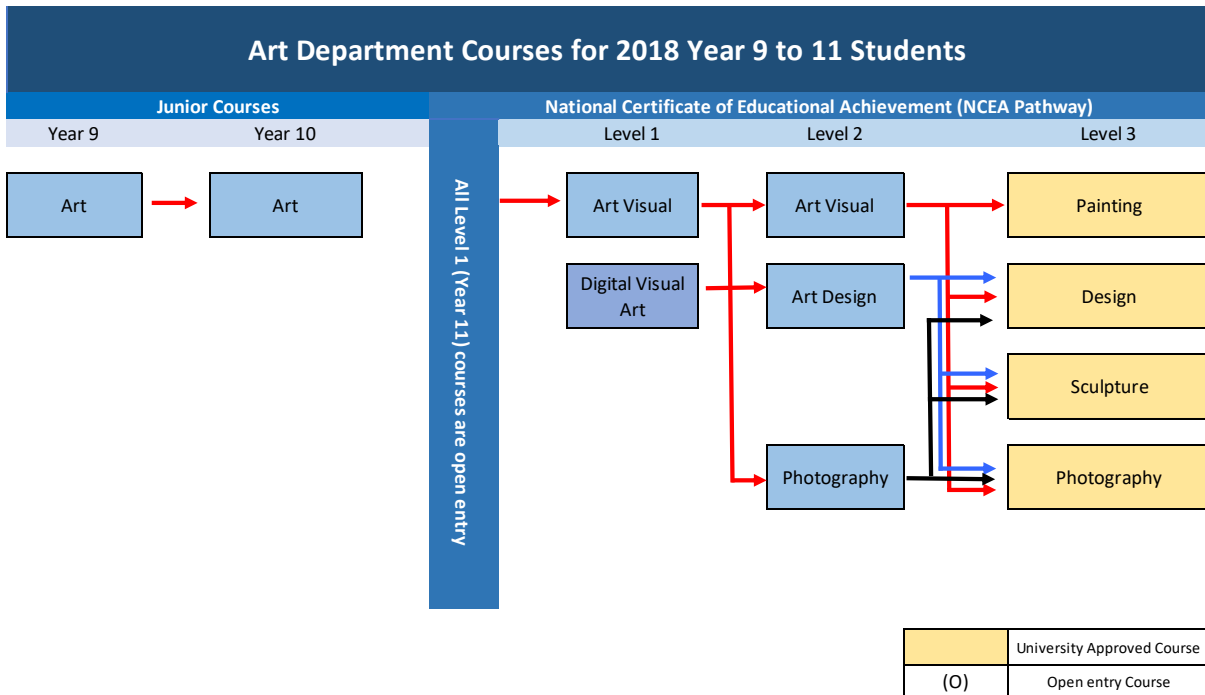 Art Department Courses for 2018 Year 9 to 11 Students
Junior Courses
National Certificate of Educational Achievement (NCEA Pathway)
Year 9
Year 10
Level 1
Level 2
Level 3
All Level 1 (Year 11) courses are open entry
Art
Art
Art Visual
Art Visual
Painting
Digital Visual
Art
Art Design
Design
Sculpture
Photography
Photography
University Approved Course
(O)
Open entry Course